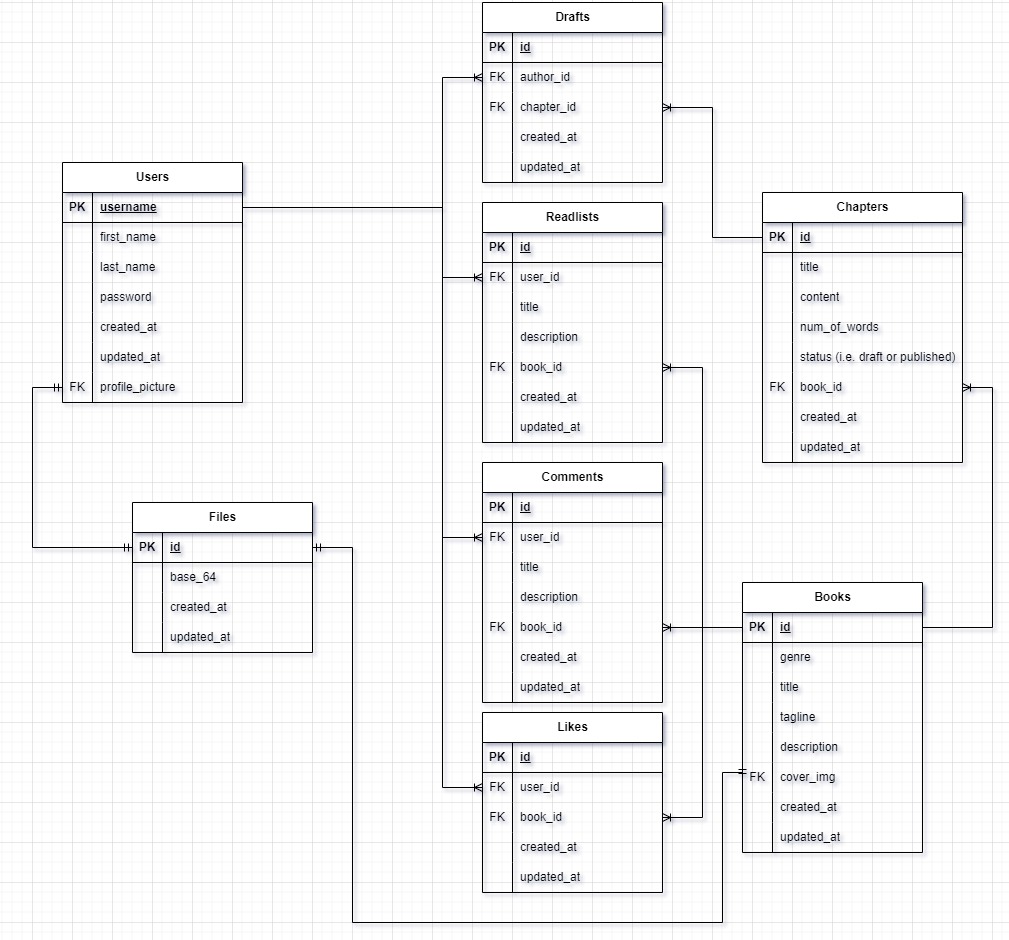 Drafts
PK id
FK author_id
FK chapter_id
created_at
updated_at
Users
PK username
first_name
last_name
password
created_at
updated_at
FK profile_picture
Readlists
PK id
FK user_id
title
description
FK book_id
created_at
updated_at
Chapters
PK id
title
content
num_of_words
status (i.e. draft or published)
FK book_id
created_at
updated_at
Files
PK id
base_64
created_at
updated_at
Comments
PK id
FK user_id
title
description
FK book_id
created_at
updated_at
Books
PK id
genre
title
tagline
description
FK cover_img
created_at
updated_at
Likes
PK id
FK user_id
FK book_id
created_at
updated_at